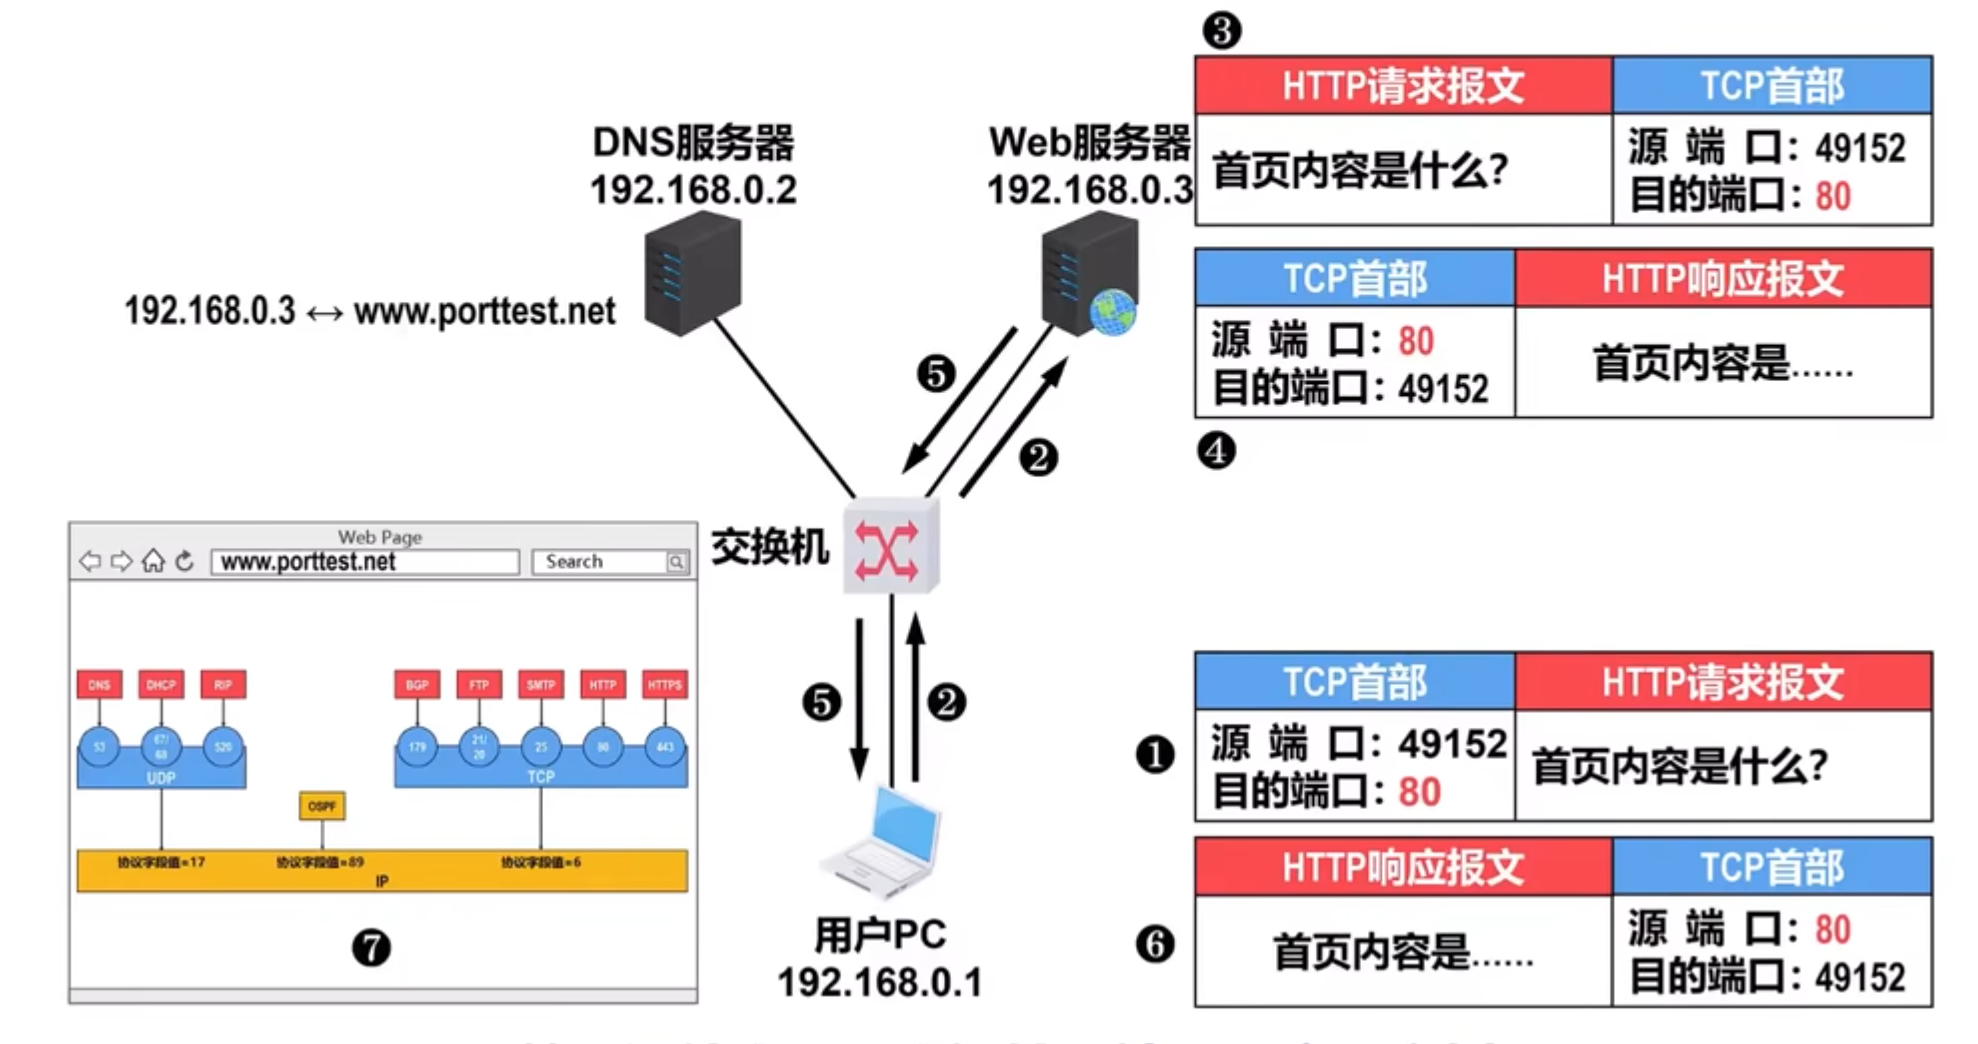 ❸
HTTP请求报文 TCP首部
首页内容是什么?
源 端 口：49152
目的端口：80
DNS服务器
192.168.0.2
Web服务器
192.168.0.3
TCP首部 HTTP响应报文
源 端 口：80
目的端口：49152
首页内容是……
❹
192.168.0.3 ↔ www.porttest.net
❺
❷
交换机
Web Page
www.porttest.net
Search
DNS DHCP RIP BGP FTP SMTP HTTP HTTPS
53 67/68 520 179 21/20 25 80 443
UDP TCP
OSPF
协议字段值=17 协议字段值=89 协议字段值=6
IP
❼
❺ ❷
用户PC
192.168.0.1
❶
TCP首部 HTTP请求报文
源 端 口：49152
目的端口：80
首页内容是什么?
❻
HTTP响应报文 TCP首部
首页内容是……
源 端 口：80
目的端口：49152